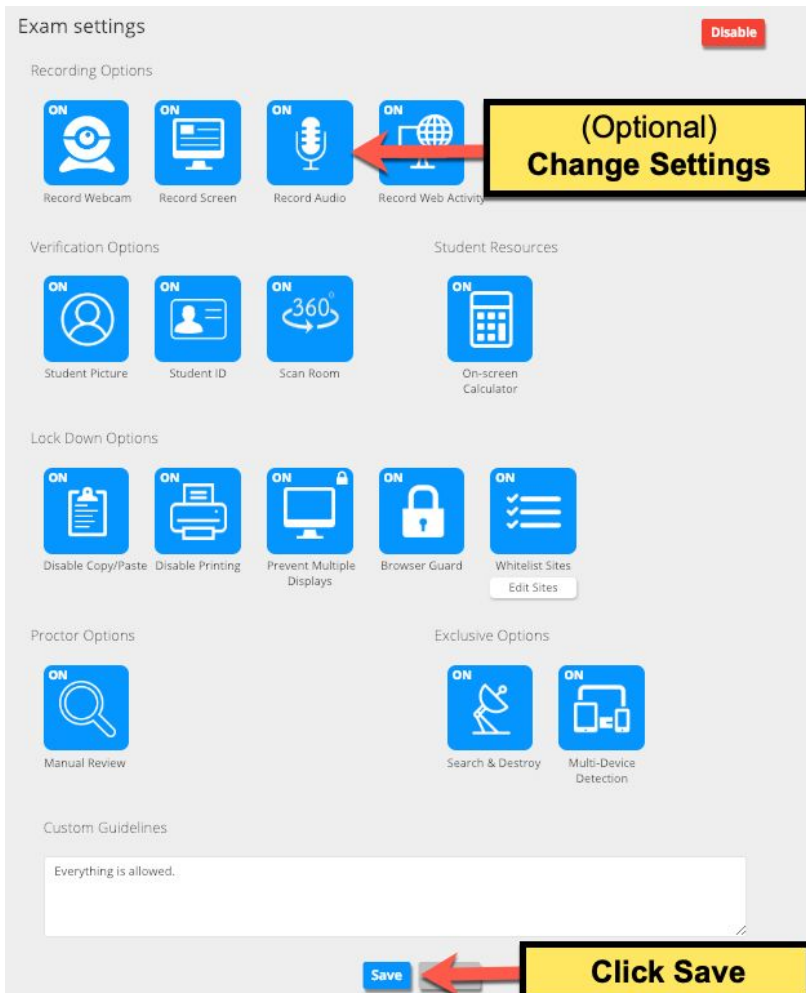 Exam settings
Disable
Recording Options
ON
ON
ON
ON
(Optional)
Change Settings
Record Webcam
Record Screen
Record Audio
Record Web Activity
Verification Options
Student Resources
ON
ON
ON
360°
ON
Student Picture
Student ID
Scan Room
On-screen
Calculator
Lock Down Options
ON
ON
ON
ON
ON
Disable Copy/Paste
Disable Printing
Prevent Multiple
Displays
Browser Guard
Whitelist Sites
Edit Sites
Proctor Options
Exclusive Options
ON
ON
ON
Manual Review
Search & Destroy
Multi-Device
Detection
Custom Guidelines
Everything is allowed.
Save
Click Save